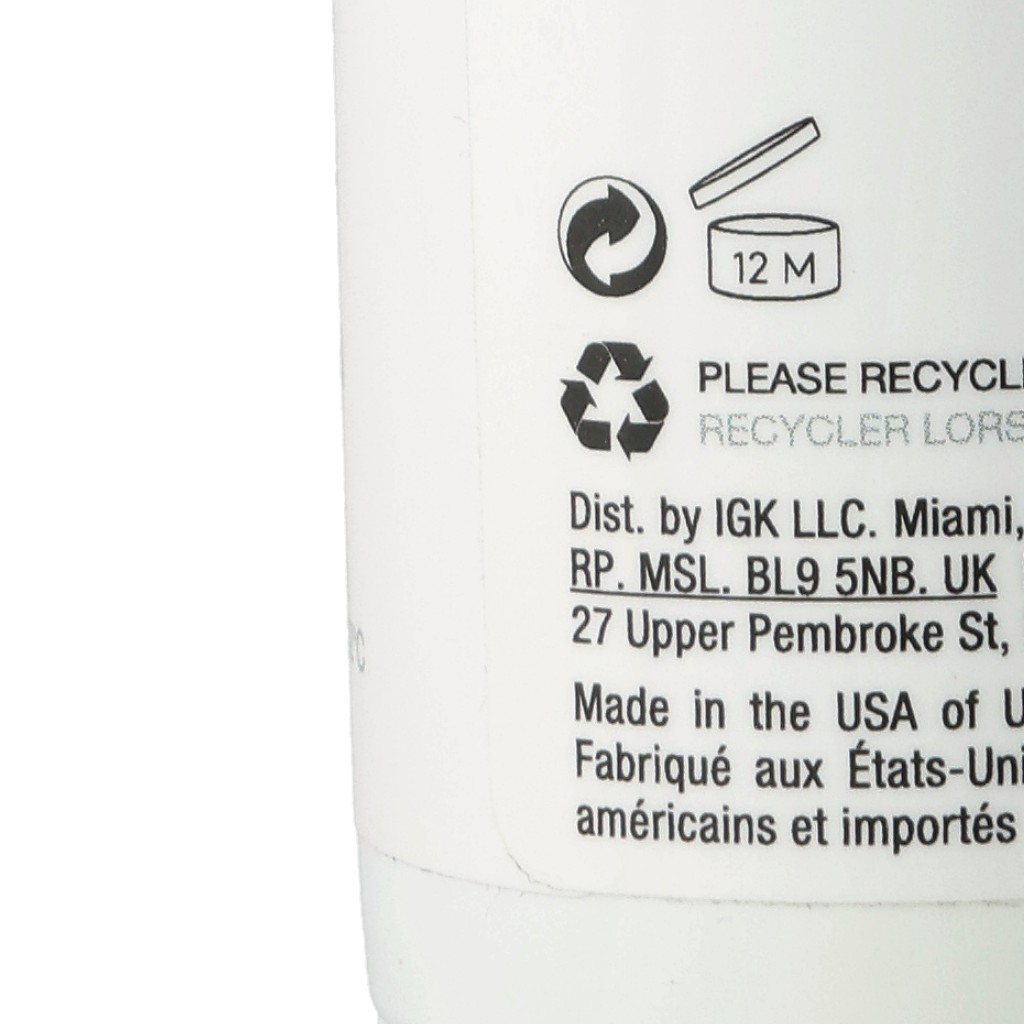 12 M
PLEASE RECYCL
RECYCLER LORS
Dist. by IGK LLC. Miami,
RP. MSL. BL9 5NB. UK
27 Upper Pembroke St,
Made in the USA of U
Fabriqué aux États-Uni
américains et importés